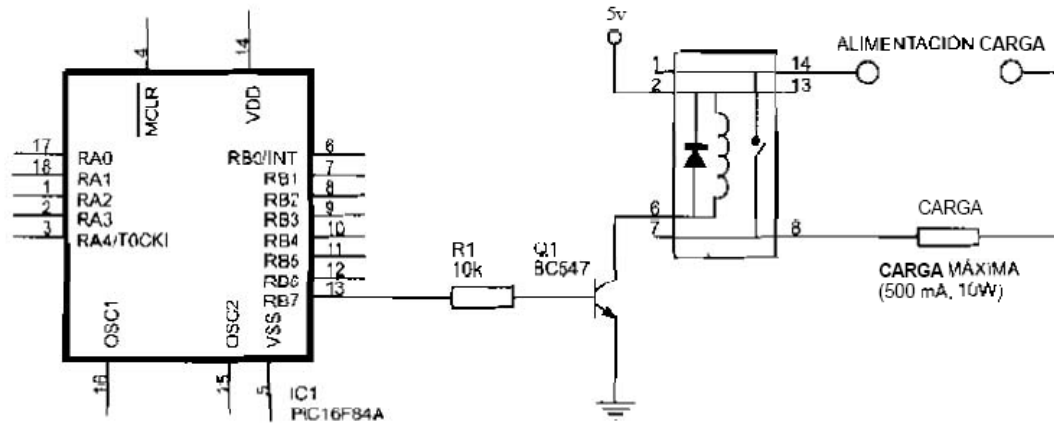 4
14
MCLR
VDD
17
RA0
18
RA1
1
RA2
2
RA3
3
RA4/T0CKI
RB0/INT
6
RB1
7
RB2
8
RB3
9
RB4
10
RB5
11
RB6
12
RB7
13
OSC1
OSC2
VSS
16
15
5
IC1
PIC16F84A
R1
10k
Q1
BC547
5v
1
2
14
13
6
7
8
ALIMENTACIÓN CARGA
CARGA
CARGA MÁXIMA
(500 mA, 10W)